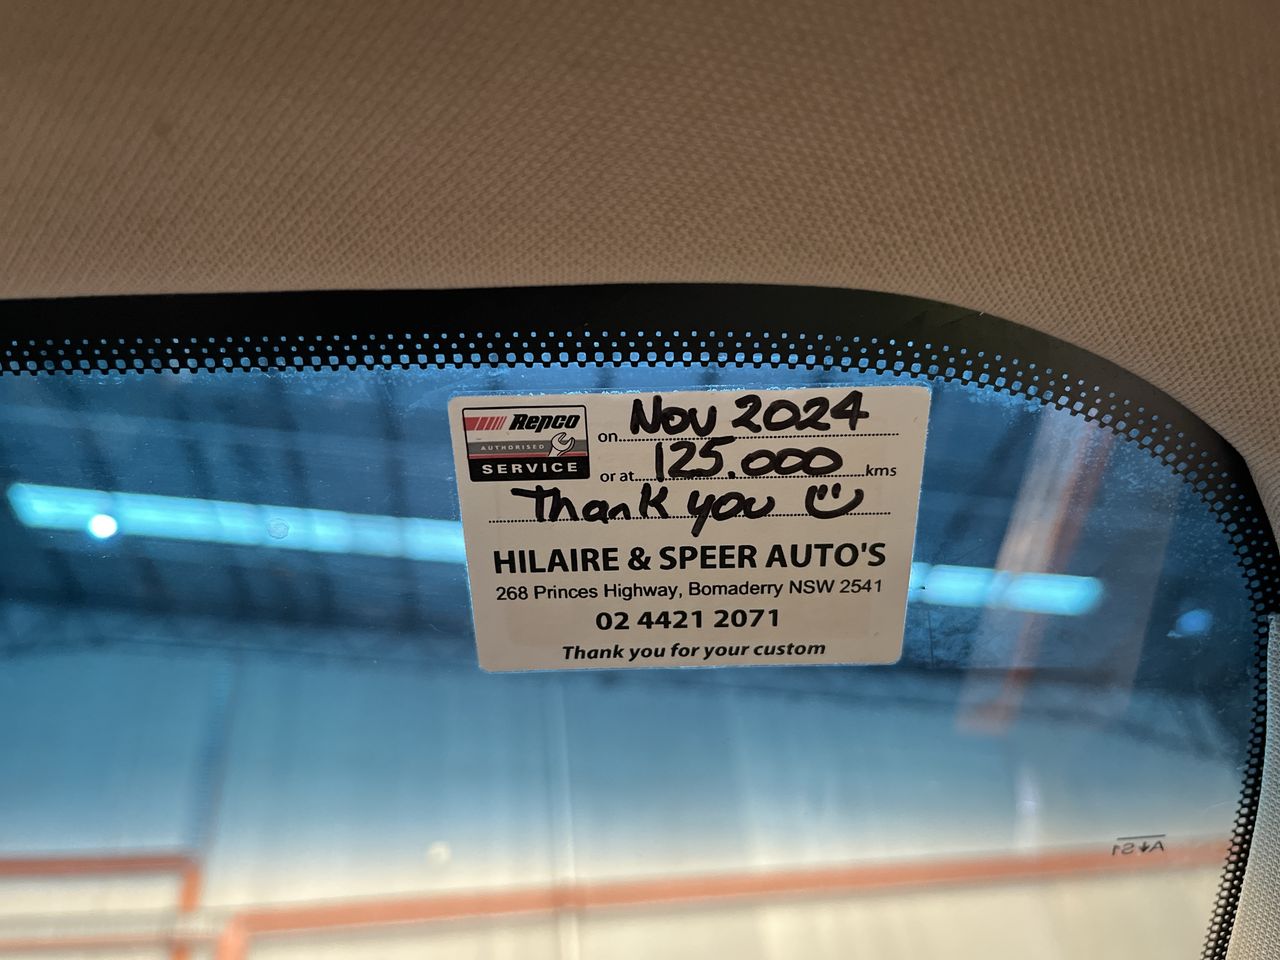 Repco
AUTHORISED
SERVICE
on Nov 2024
or at 125.000 kms
Thank you
HILAIRE & SPEER AUTO'S
268 Princes Highway, Bomaderry NSW 2541
02 4421 2071
Thank you for your custom
AS1